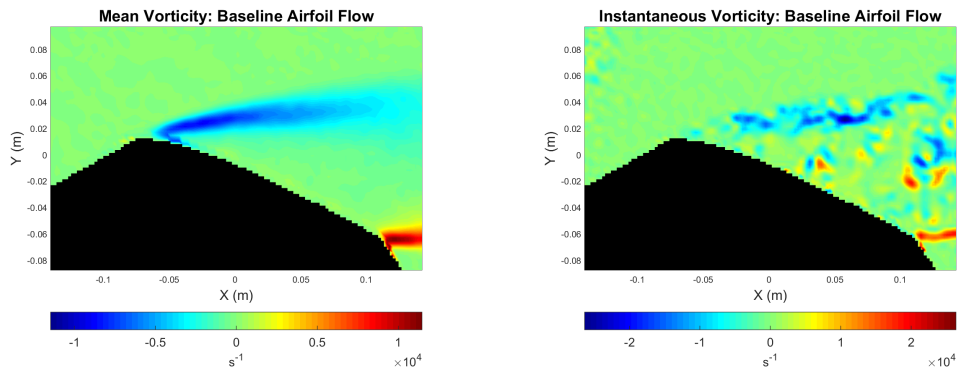 Mean Vorticity: Baseline Airfoil Flow
0.08
0.06
0.04
0.02
0
-0.02
-0.04
-0.06
-0.08
Y (m)
-0.1 -0.05 0 0.05 0.1
X (m)
-1 -0.5 0 0.5 1
s⁻¹ ×10⁴
Instantaneous Vorticity: Baseline Airfoil Flow
0.08
0.06
0.04
0.02
0
-0.02
-0.04
-0.06
-0.08
Y (m)
-0.1 -0.05 0 0.05 0.1
X (m)
-2 -1 0 1 2
s⁻¹ ×10⁴